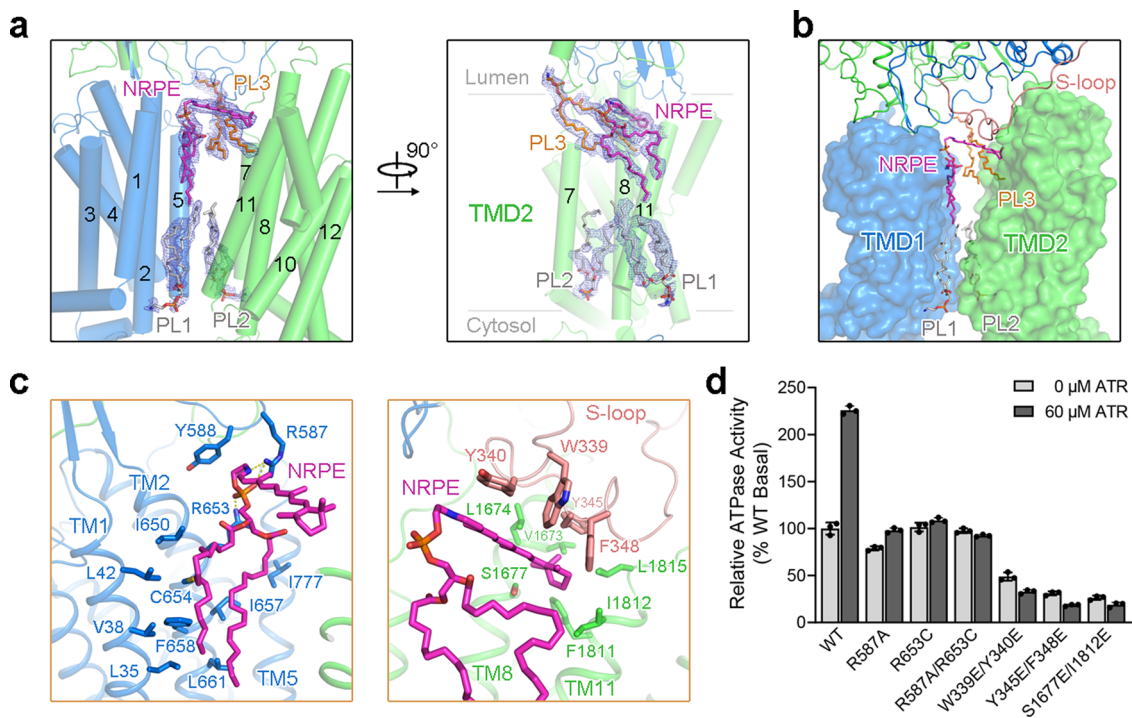 a
NRPE
PL3
1
3
4
5
2
7
11
8
12
10
PL1
PL2
90°
Lumen
NRPE
PL3
7
8
11
TMD2
PL2
PL1
Cytosol
b
S-loop
NRPE
PL3
TMD1
TMD2
PL1
PL2
c
Y588
R587
NRPE
TM2
R653
TM1
I650
L42
I777
C654
I657
V38
F658
L35
L661
TM5
S-loop
W339
Y340
NRPE
Y345
L1674
V1673
F348
S1677
L1815
I1812
F1811
TM8
TM11
d
Relative ATPase Activity
(% WT Basal)
250
200
150
100
50
0
0 µM ATR
60 µM ATR
WT
R587A
R653C
R587A/R653C
W339E/Y340E
Y345E/F348E
S1677E/I1812E